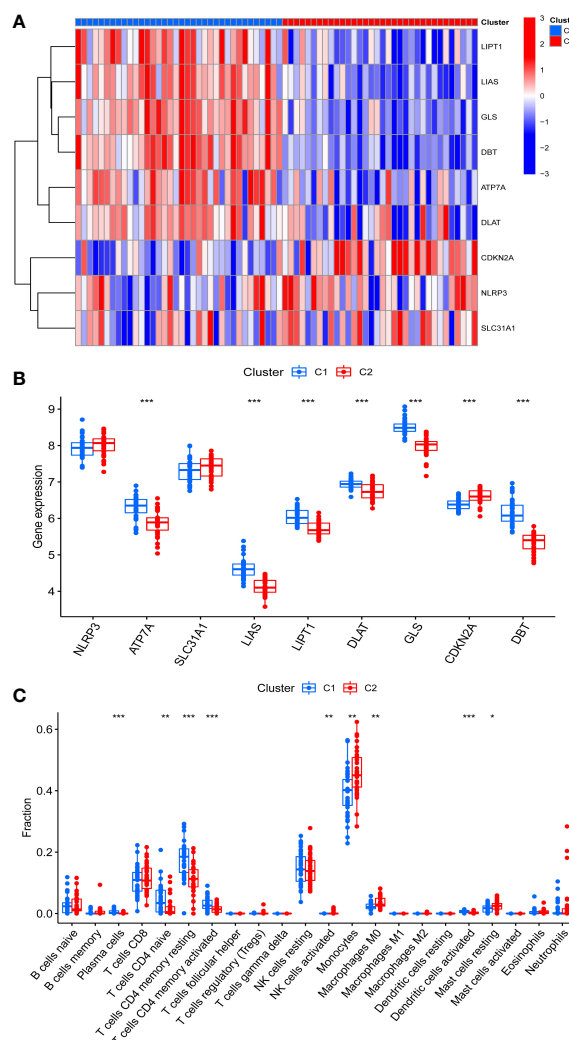 A
Cluster
LIPT1
LIAS
GLS
DBT
ATP7A
DLAT
CDKN2A
NLRP3
SLC31A1
3
2
1
0
−1
−2
−3
Cluster
C
C
B
Cluster C1 C2
*** *** *** *** *** *** ***
Gene expression
9
8
7
6
5
4
NLRP3
ATP7A
SLC31A1
LIAS
LIPT1
DLAT
GLS
CDKN2A
DBT
C
Cluster C1 C2
*** ** *** *** ** ** ** *** *
Fraction
0.6
0.4
0.2
0.0
B cells naive
B cells memory
Plasma cells
T cells CD8
T cells CD4 naive
T cells CD4 memory resting
T cells CD4 memory activated
T cells follicular helper
T cells regulatory (Tregs)
T cells gamma delta
NK cells resting
NK cells activated
Monocytes
Macrophages M0
Macrophages M1
Macrophages M2
Dendritic cells resting
Dendritic cells activated
Mast cells resting
Mast cells activated
Eosinophils
Neutrophils